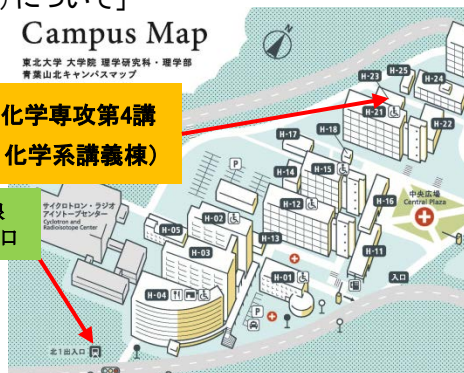 について」
Campus Map
東北大学 大学院 理学研究科・理学部
青葉山北キャンパスマップ
化学専攻第4講
化学系講義棟）
口
サイクロトロン・ラジオ
アイソトープセンター
Cyclotron and
Radioisotope Center
H-25
H-23
H-24
H-21
H-22
H-18
H-17
H-15
H-14
H-12
H-16
中央広場
Central Plaza
P
H-02
H-05
H-13
H-03
H-11
H-01
入口
H-04
P
北1出入口